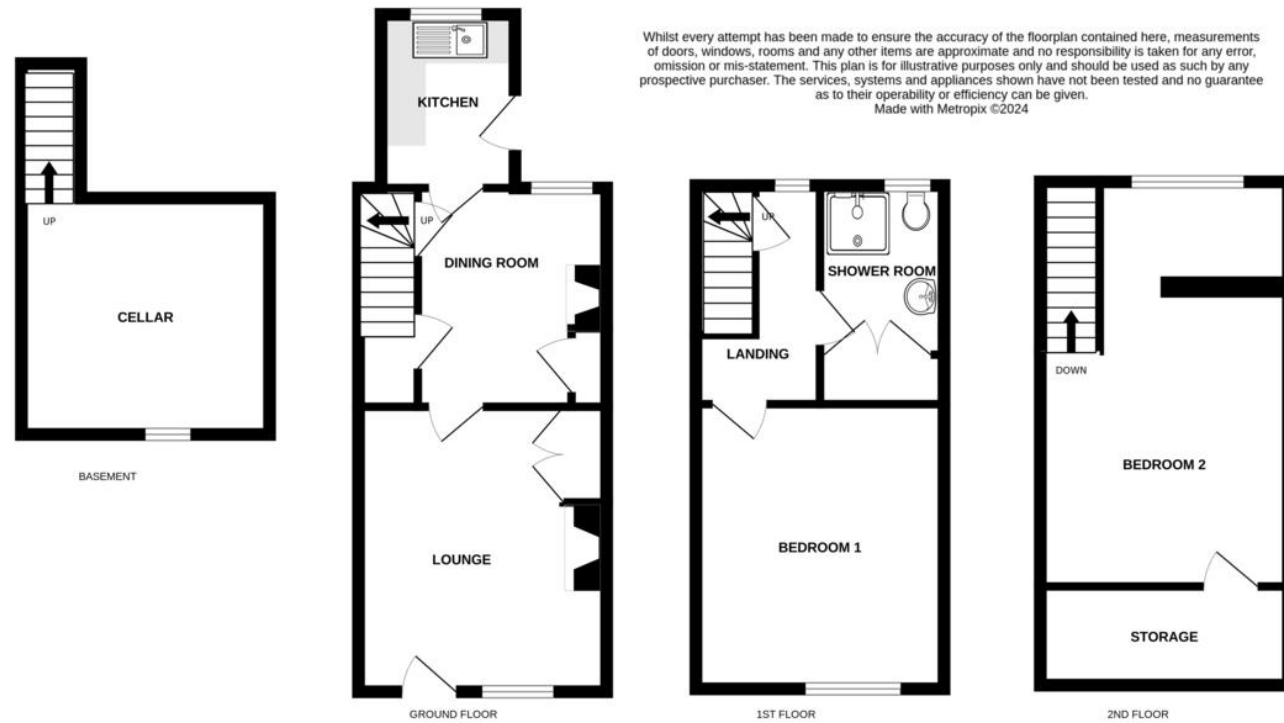 Whilst every attempt has been made to ensure the accuracy of the floorplan contained here, measurements
of doors, windows, rooms and any other items are approximate and no responsibility is taken for any error,
omission or mis-statement. This plan is for illustrative purposes only and should be used as such by any
prospective purchaser. The services, systems and appliances shown have not been tested and no guarantee
as to their operability or efficiency can be given.
Made with Metropix ©2024
UP
CELLAR
BASEMENT
KITCHEN
UP
DINING ROOM
LOUNGE
GROUND FLOOR
UP
SHOWER ROOM
LANDING
BEDROOM 1
1ST FLOOR
DOWN
BEDROOM 2
STORAGE
2ND FLOOR